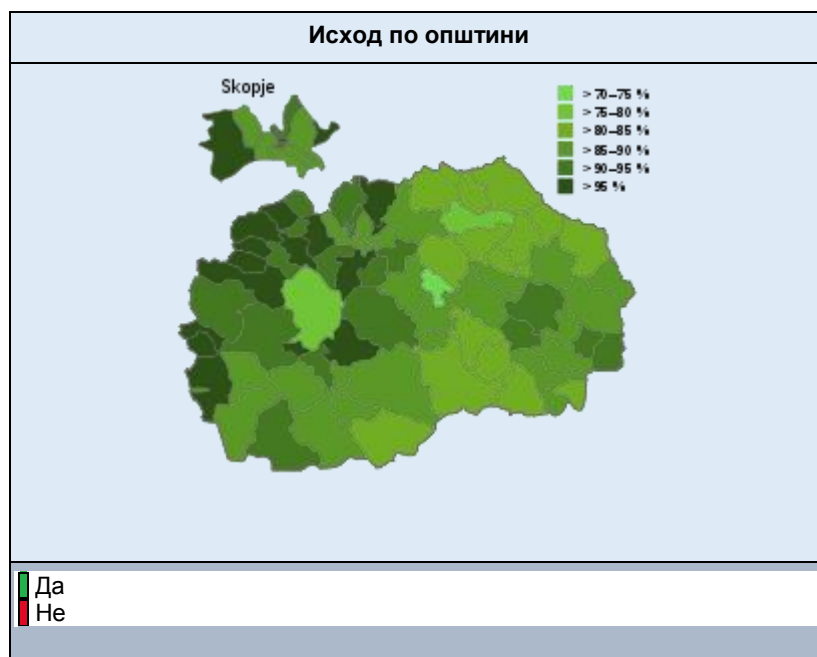 Исход по општини
Skopje
> 70–75 %
> 75–80 %
> 80–85 %
> 85–90 %
> 90–95 %
> 95 %
Да
Не